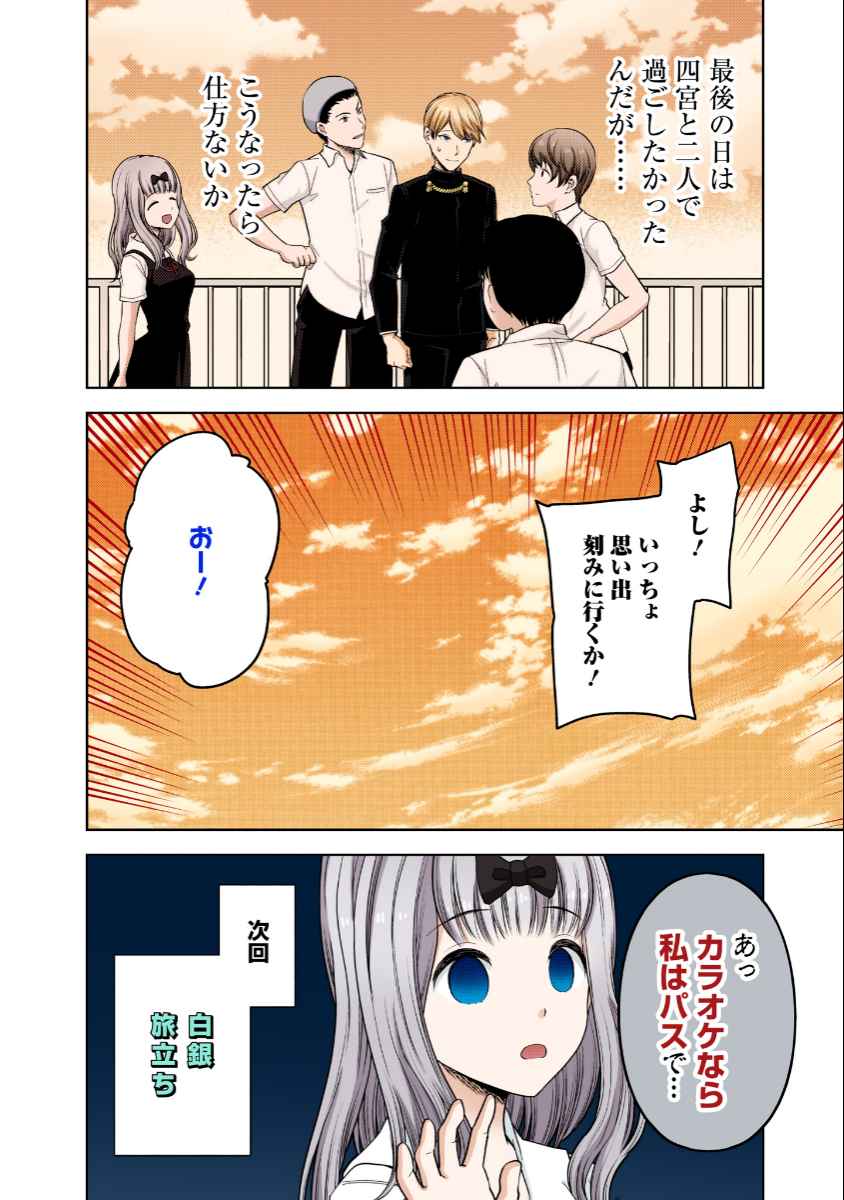 最後の日は
四宮と二人で
過ごしたかった
んだが……
こうなったら
仕方ないか
よし!
いっちょ
思い出
刻みに行くか!
おー!
あっ
カラオケなら
私はパスで…
次回
白銀
旅立ち